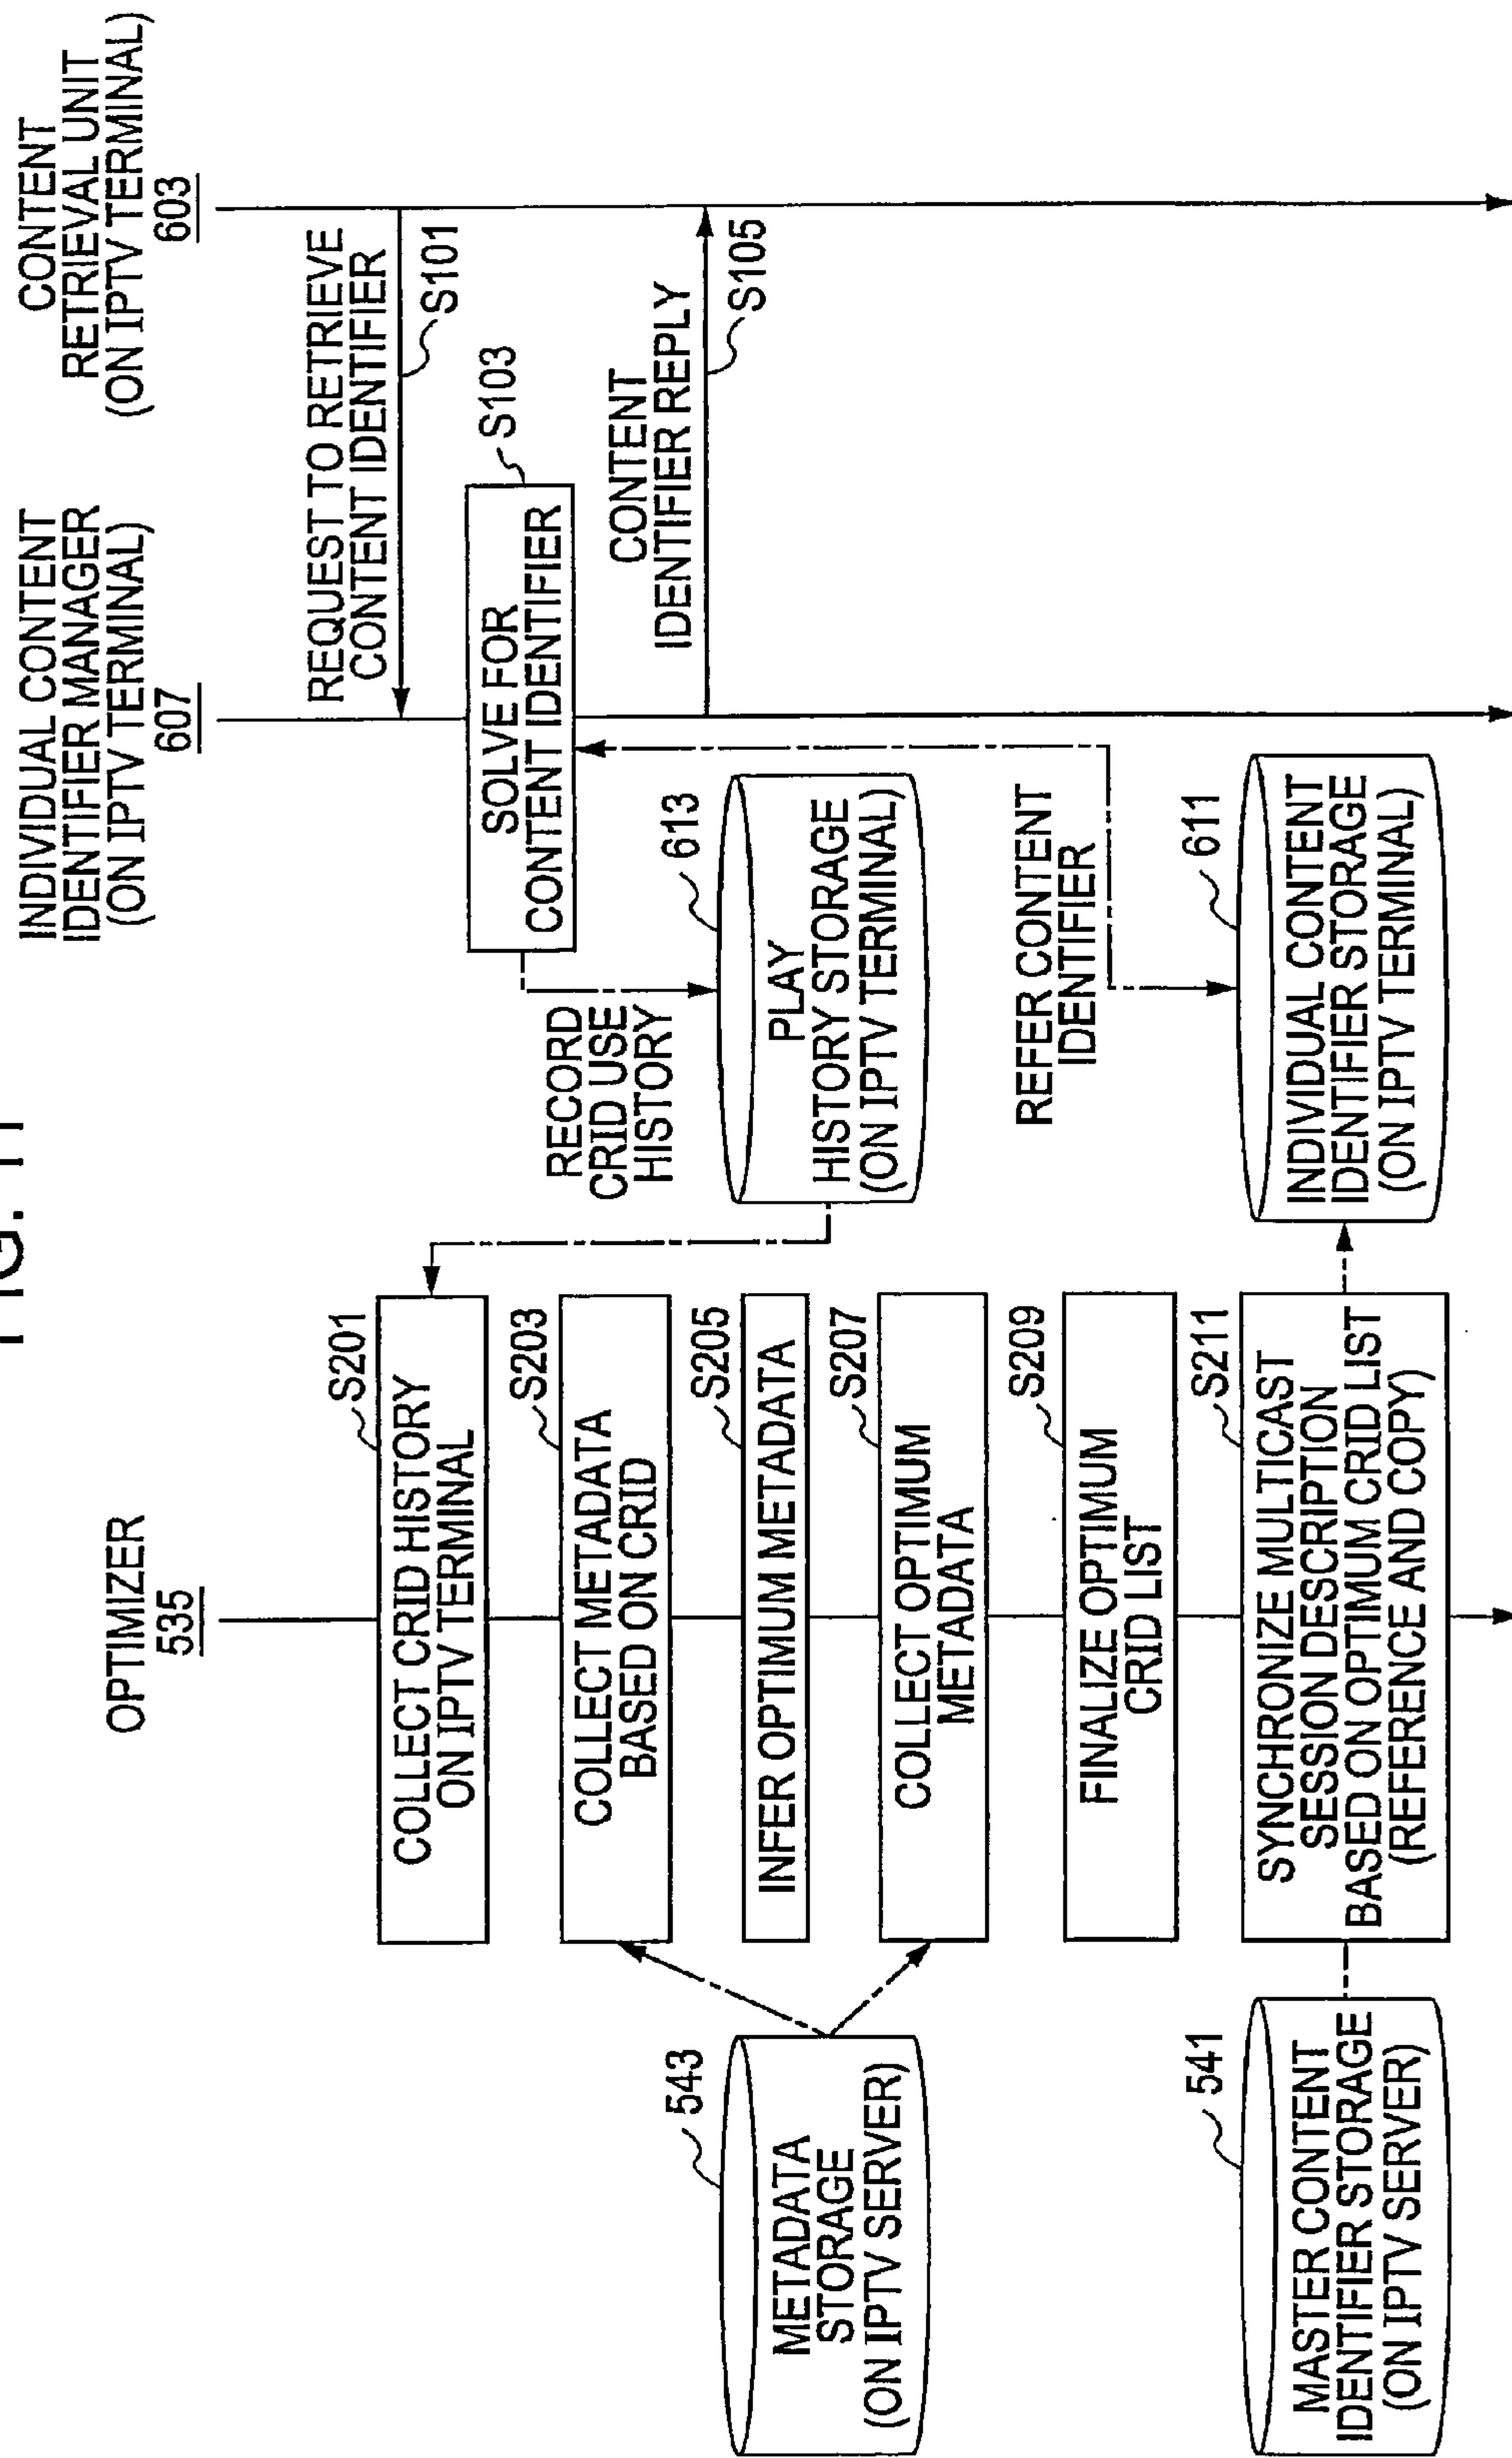 FIG. 11
OPTIMIZER
535
INDIVIDUAL CONTENT
IDENTIFIER MANAGER
(ON IPTV TERMINAL)
607
CONTENT
RETRIEVAL UNIT
(ON IPTV TERMINAL)
603
REQUEST TO RETRIEVE
CONTENT IDENTIFIER
S101
SOLVE FOR
CONTENT IDENTIFIER
S103
CONTENT
IDENTIFIER REPLY
S105
RECORD
CRID USE
HISTORY
613
PLAY
HISTORY STORAGE
(ON IPTV TERMINAL)
REFER CONTENT
IDENTIFIER
611
INDIVIDUAL CONTENT
IDENTIFIER STORAGE
(ON IPTV TERMINAL)
S201
COLLECT CRID HISTORY
ON IPTV TERMINAL
S203
COLLECT METADATA
BASED ON CRID
S205
INFER OPTIMUM METADATA
S207
COLLECT OPTIMUM
METADATA
S209
FINALIZE OPTIMUM
CRID LIST
S211
SYNCHRONIZE MULTICAST
SESSION DESCRIPTION
BASED ON OPTIMUM CRID LIST
(REFERENCE AND COPY)
543
METADATA
STORAGE
(ON IPTV SERVER)
541
MASTER CONTENT
IDENTIFIER STORAGE
(ON IPTV SERVER)